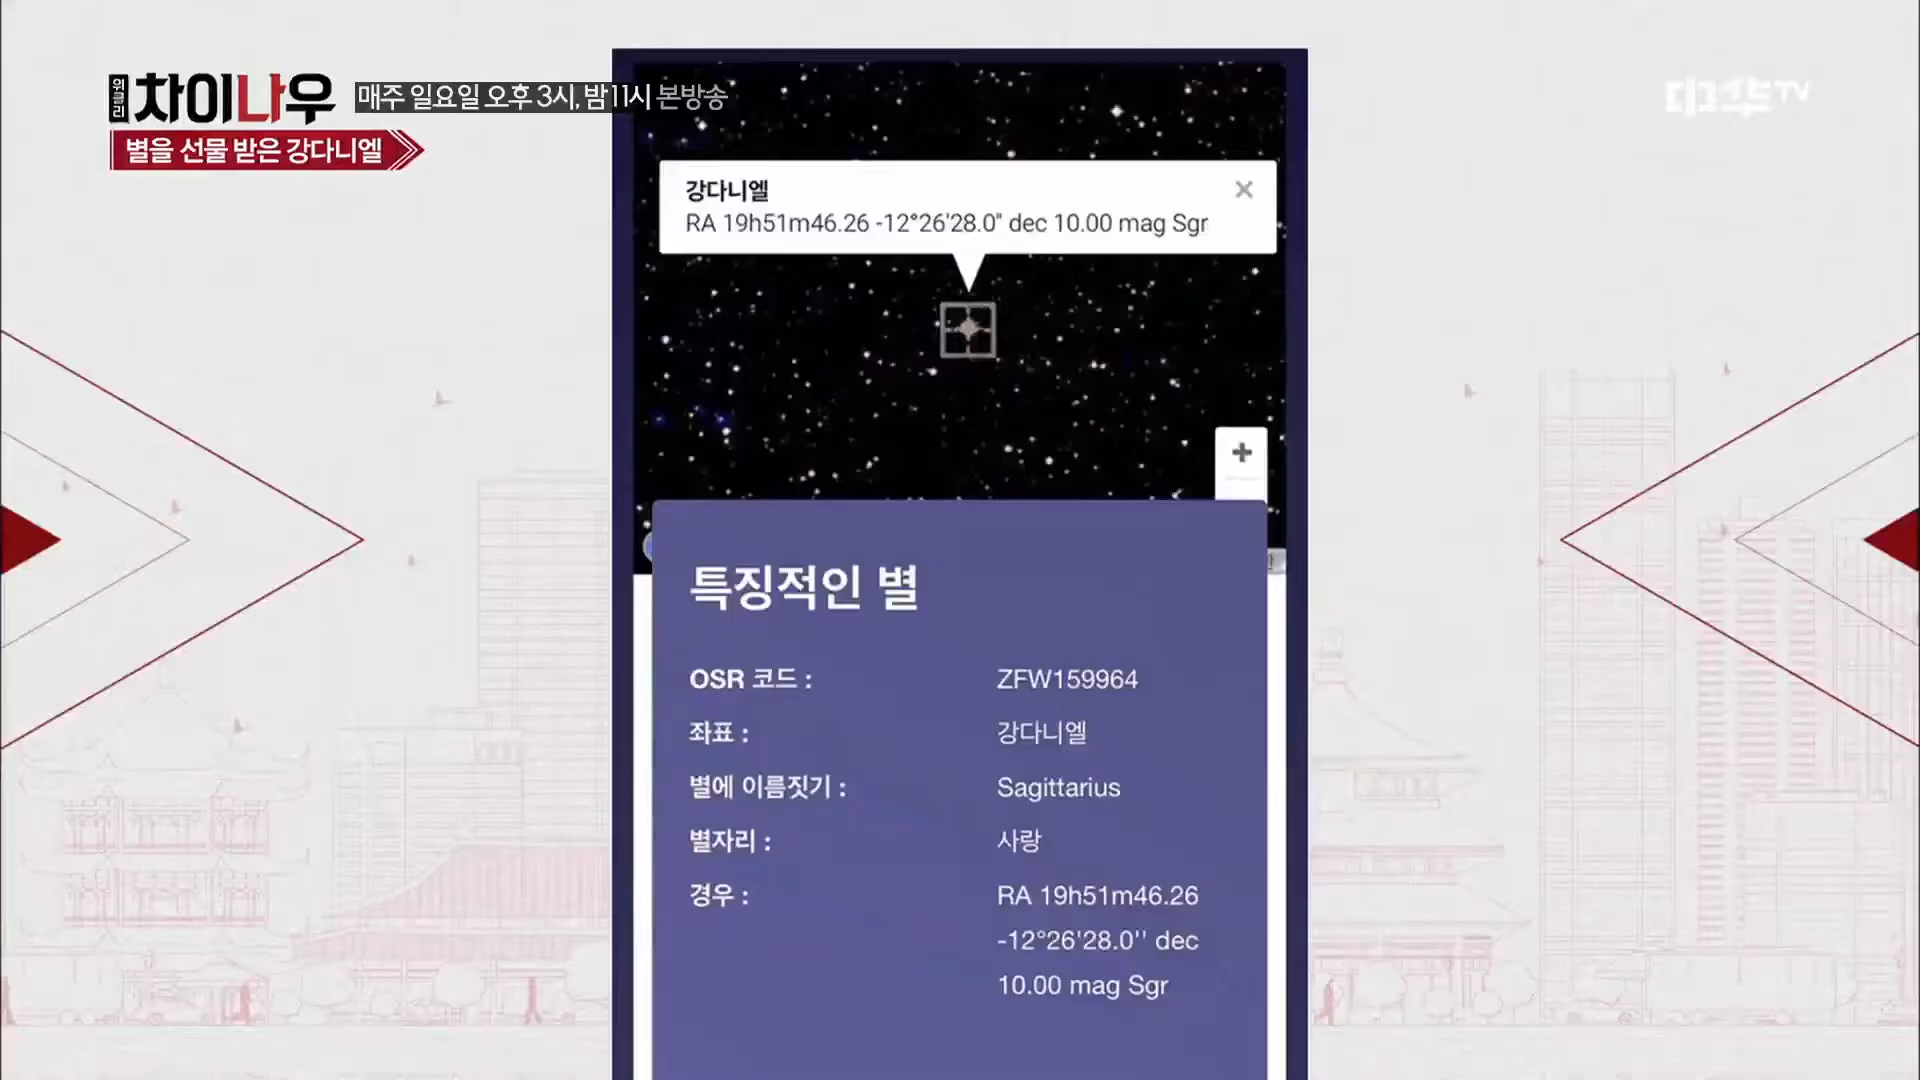 위클리 차이나우 매주 일요일 오후 3시, 밤 11시 본방송
별을 선물 받은 강다니엘
中华TV
강다니엘
RA 19h51m46.26 -12°26'28.0" dec 10.00 mag Sgr
특징적인 별
OSR 코드 : ZFW159964
좌표 : 강다니엘
별에 이름짓기 : Sagittarius
별자리 : 사랑
경우 : RA 19h51m46.26
-12°26'28.0'' dec
10.00 mag Sgr